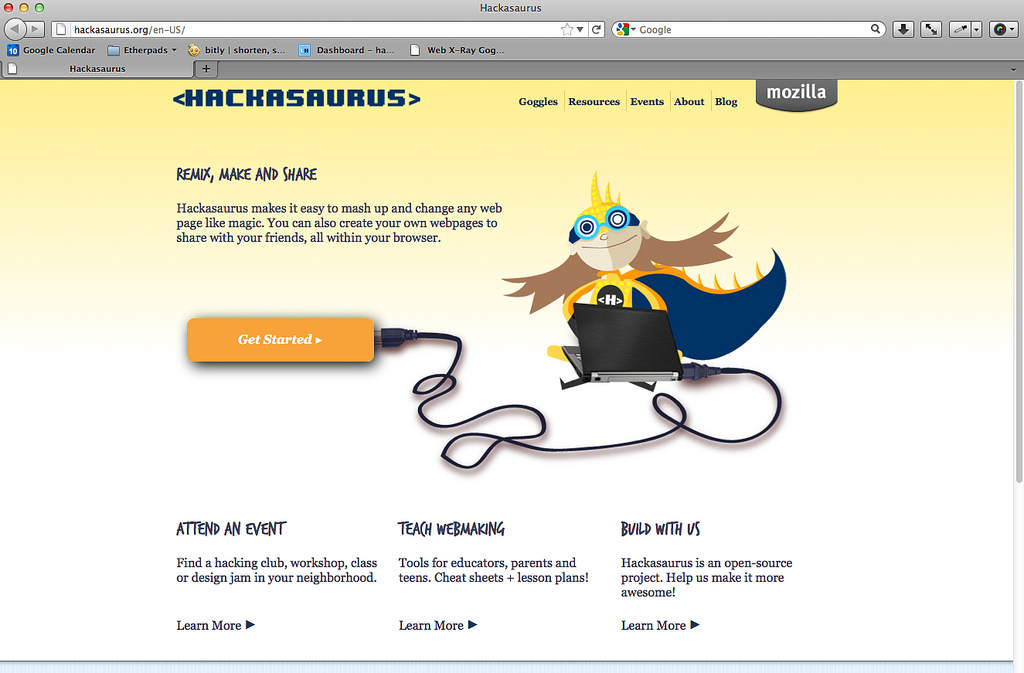 Hackasaurus
hackasaurus.org/en-US/
Google
10 Google Calendar Etherpads bitly | shorten, s... Dashboard – ha... Web X-Ray Gog...
Hackasaurus
<HACKASAURUS>
Goggles Resources Events About Blog
mozilla
REMIX, MAKE AND SHARE
Hackasaurus makes it easy to mash up and change any web
page like magic. You can also create your own webpages to
share with your friends, all within your browser.
<H>
Get Started ▸
ATTEND AN EVENT
Find a hacking club, workshop, class
or design jam in your neighborhood.
Learn More ►
TEACH WEBMAKING
Tools for educators, parents and
teens. Cheat sheets + lesson plans!
Learn More ►
BUILD WITH US
Hackasaurus is an open-source
project. Help us make it more
awesome!
Learn More ►